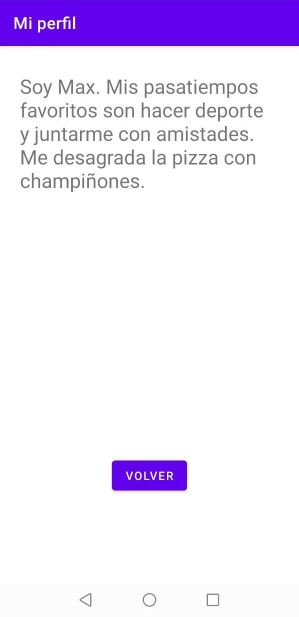 Mi perfil
Soy Max. Mis pasatiempos
favoritos son hacer deporte
y juntarme con amistades.
Me desagrada la pizza con
champiñones.
VOLVER